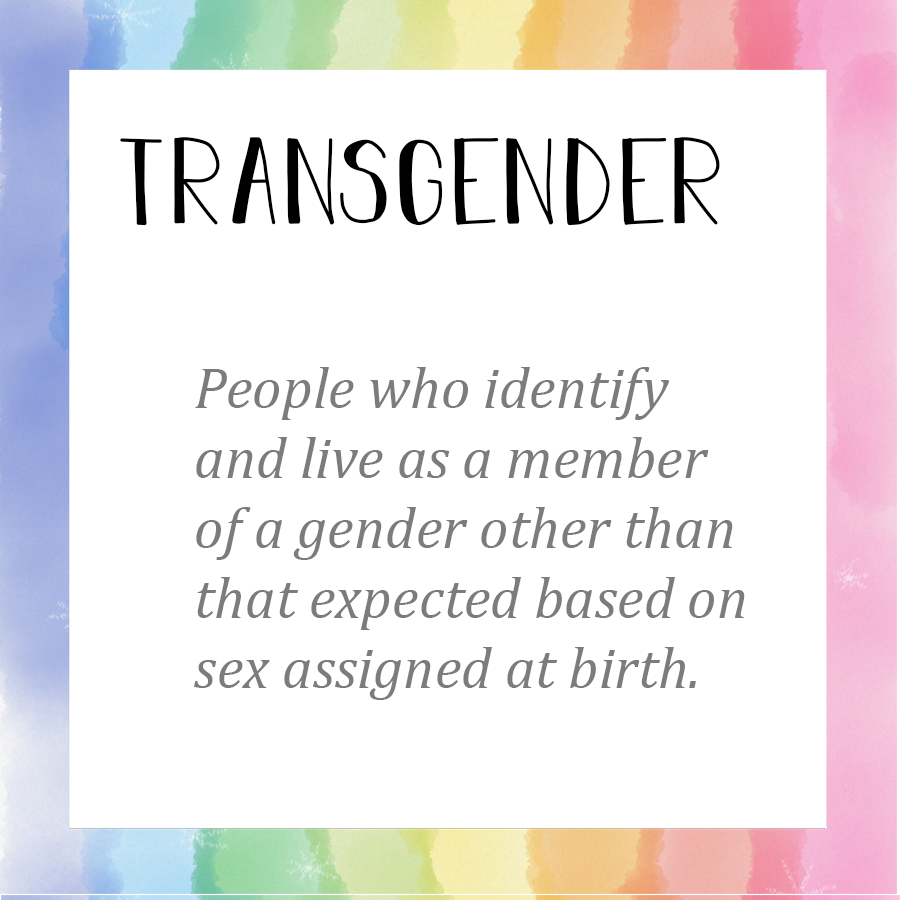 TRANSGENDER
People who identify
and live as a member
of a gender other than
that expected based on
sex assigned at birth.